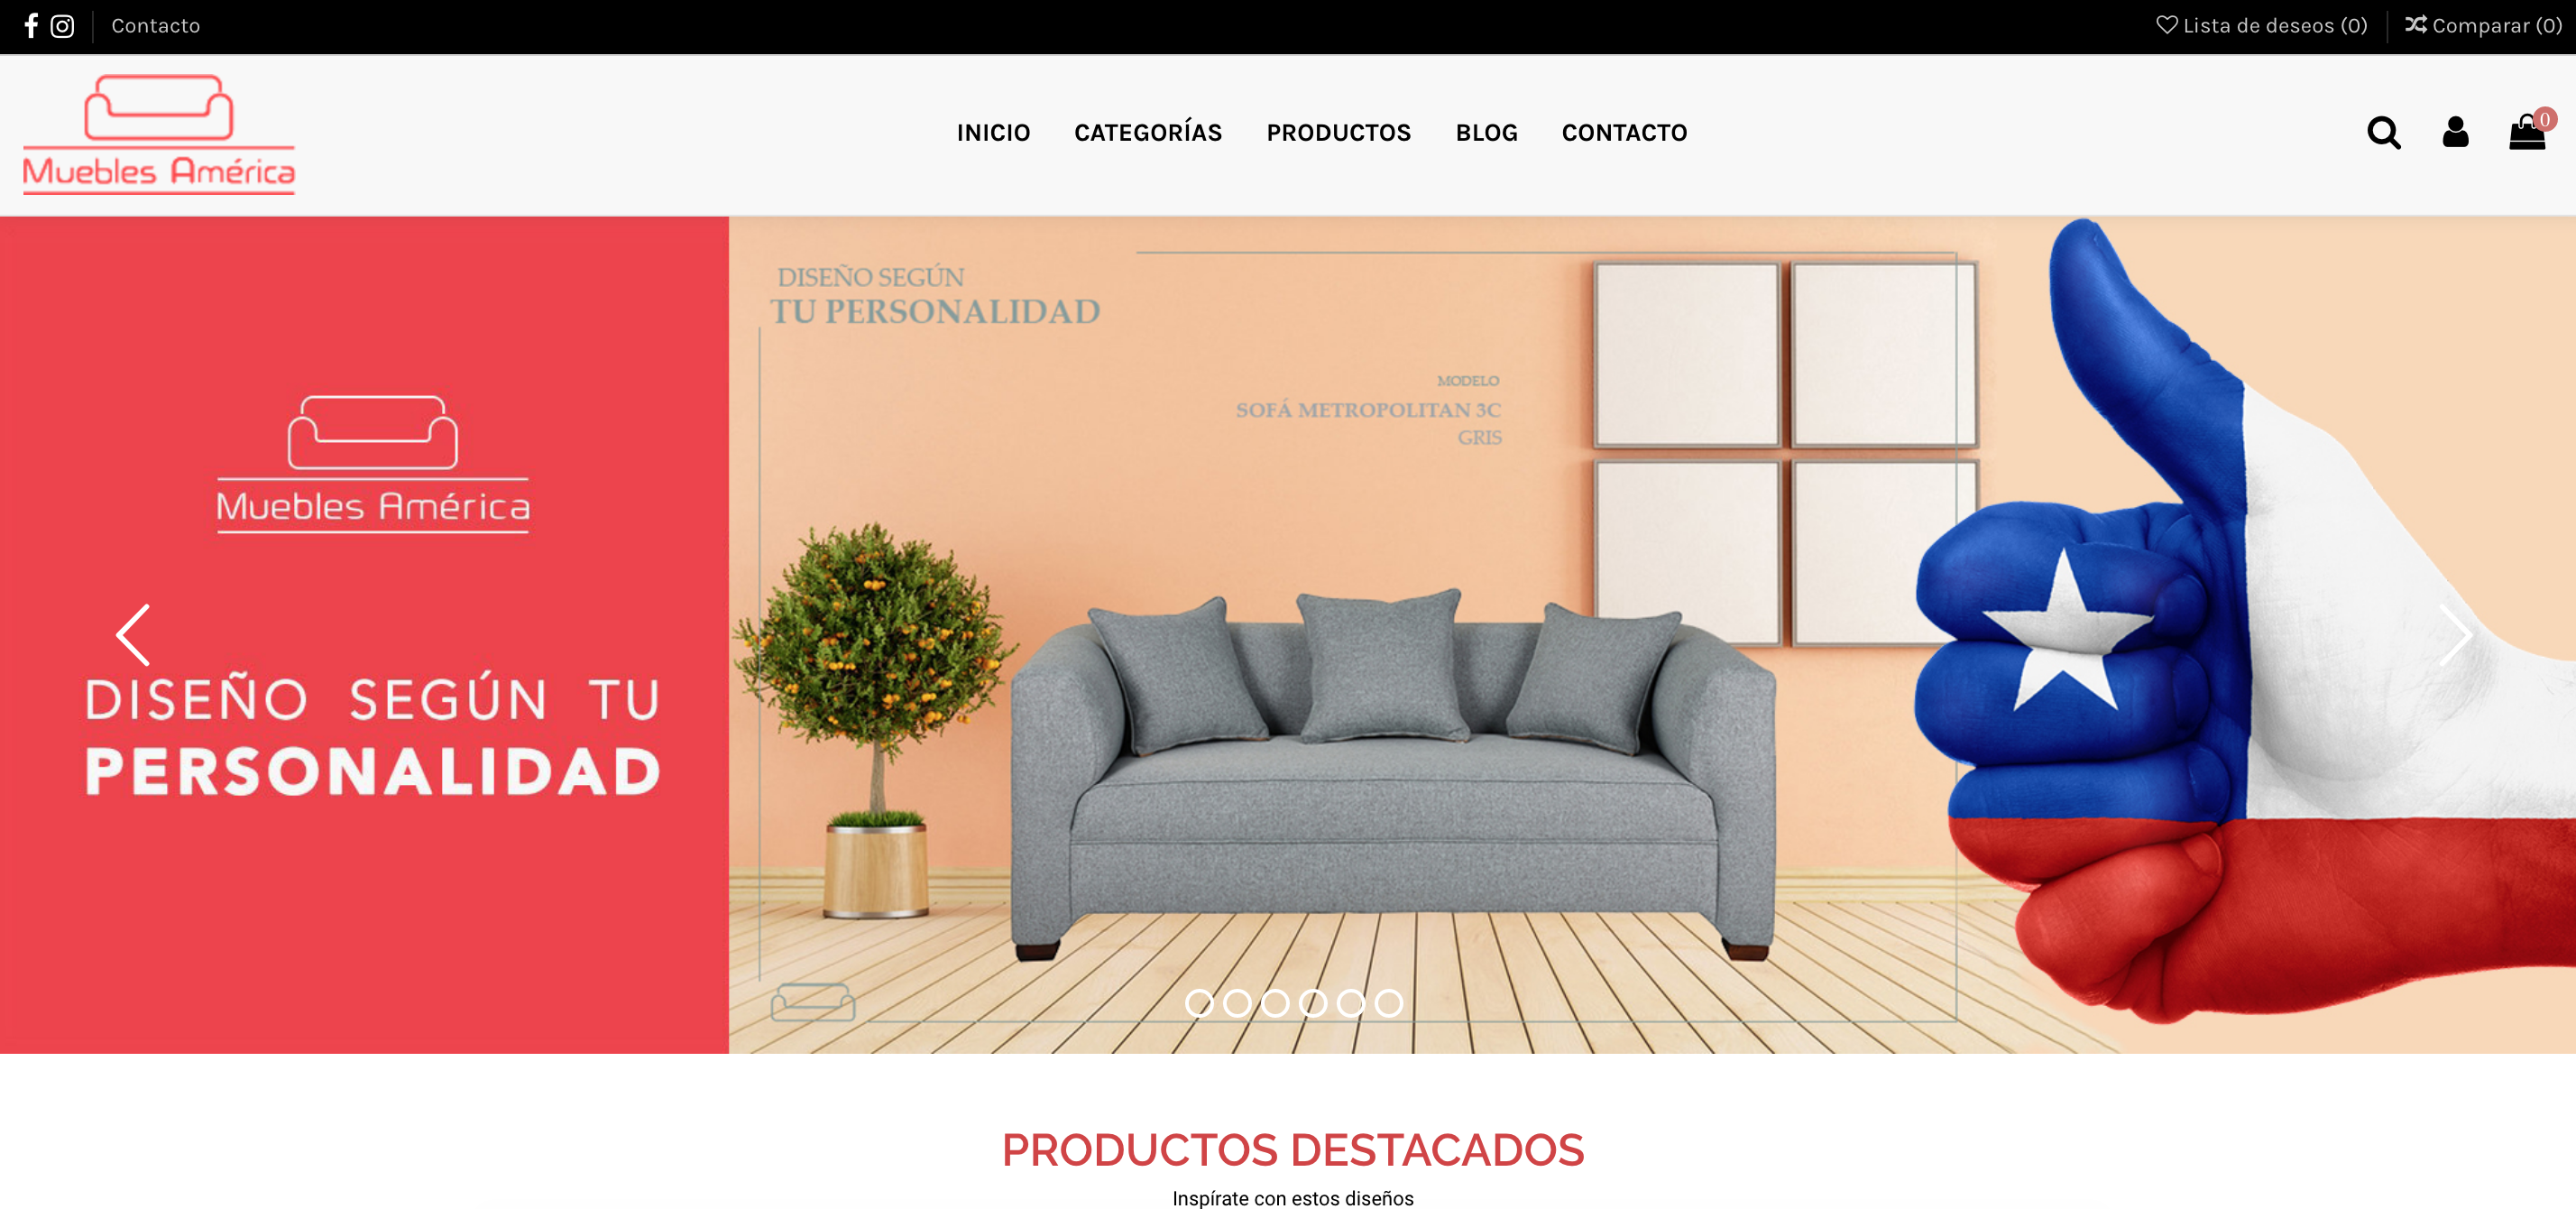 Contacto
Lista de deseos (0)
Comparar (0)
Muebles América
INICIO
CATEGORÍAS
PRODUCTOS
BLOG
CONTACTO
0
Muebles América
DISEÑO SEGÚN TU
PERSONALIDAD
DISEÑO SEGÚN
TU PERSONALIDAD
MODELO
SOFÁ METROPOLITAN 3C
GRIS
PRODUCTOS DESTACADOS
Inspírate con estos diseños